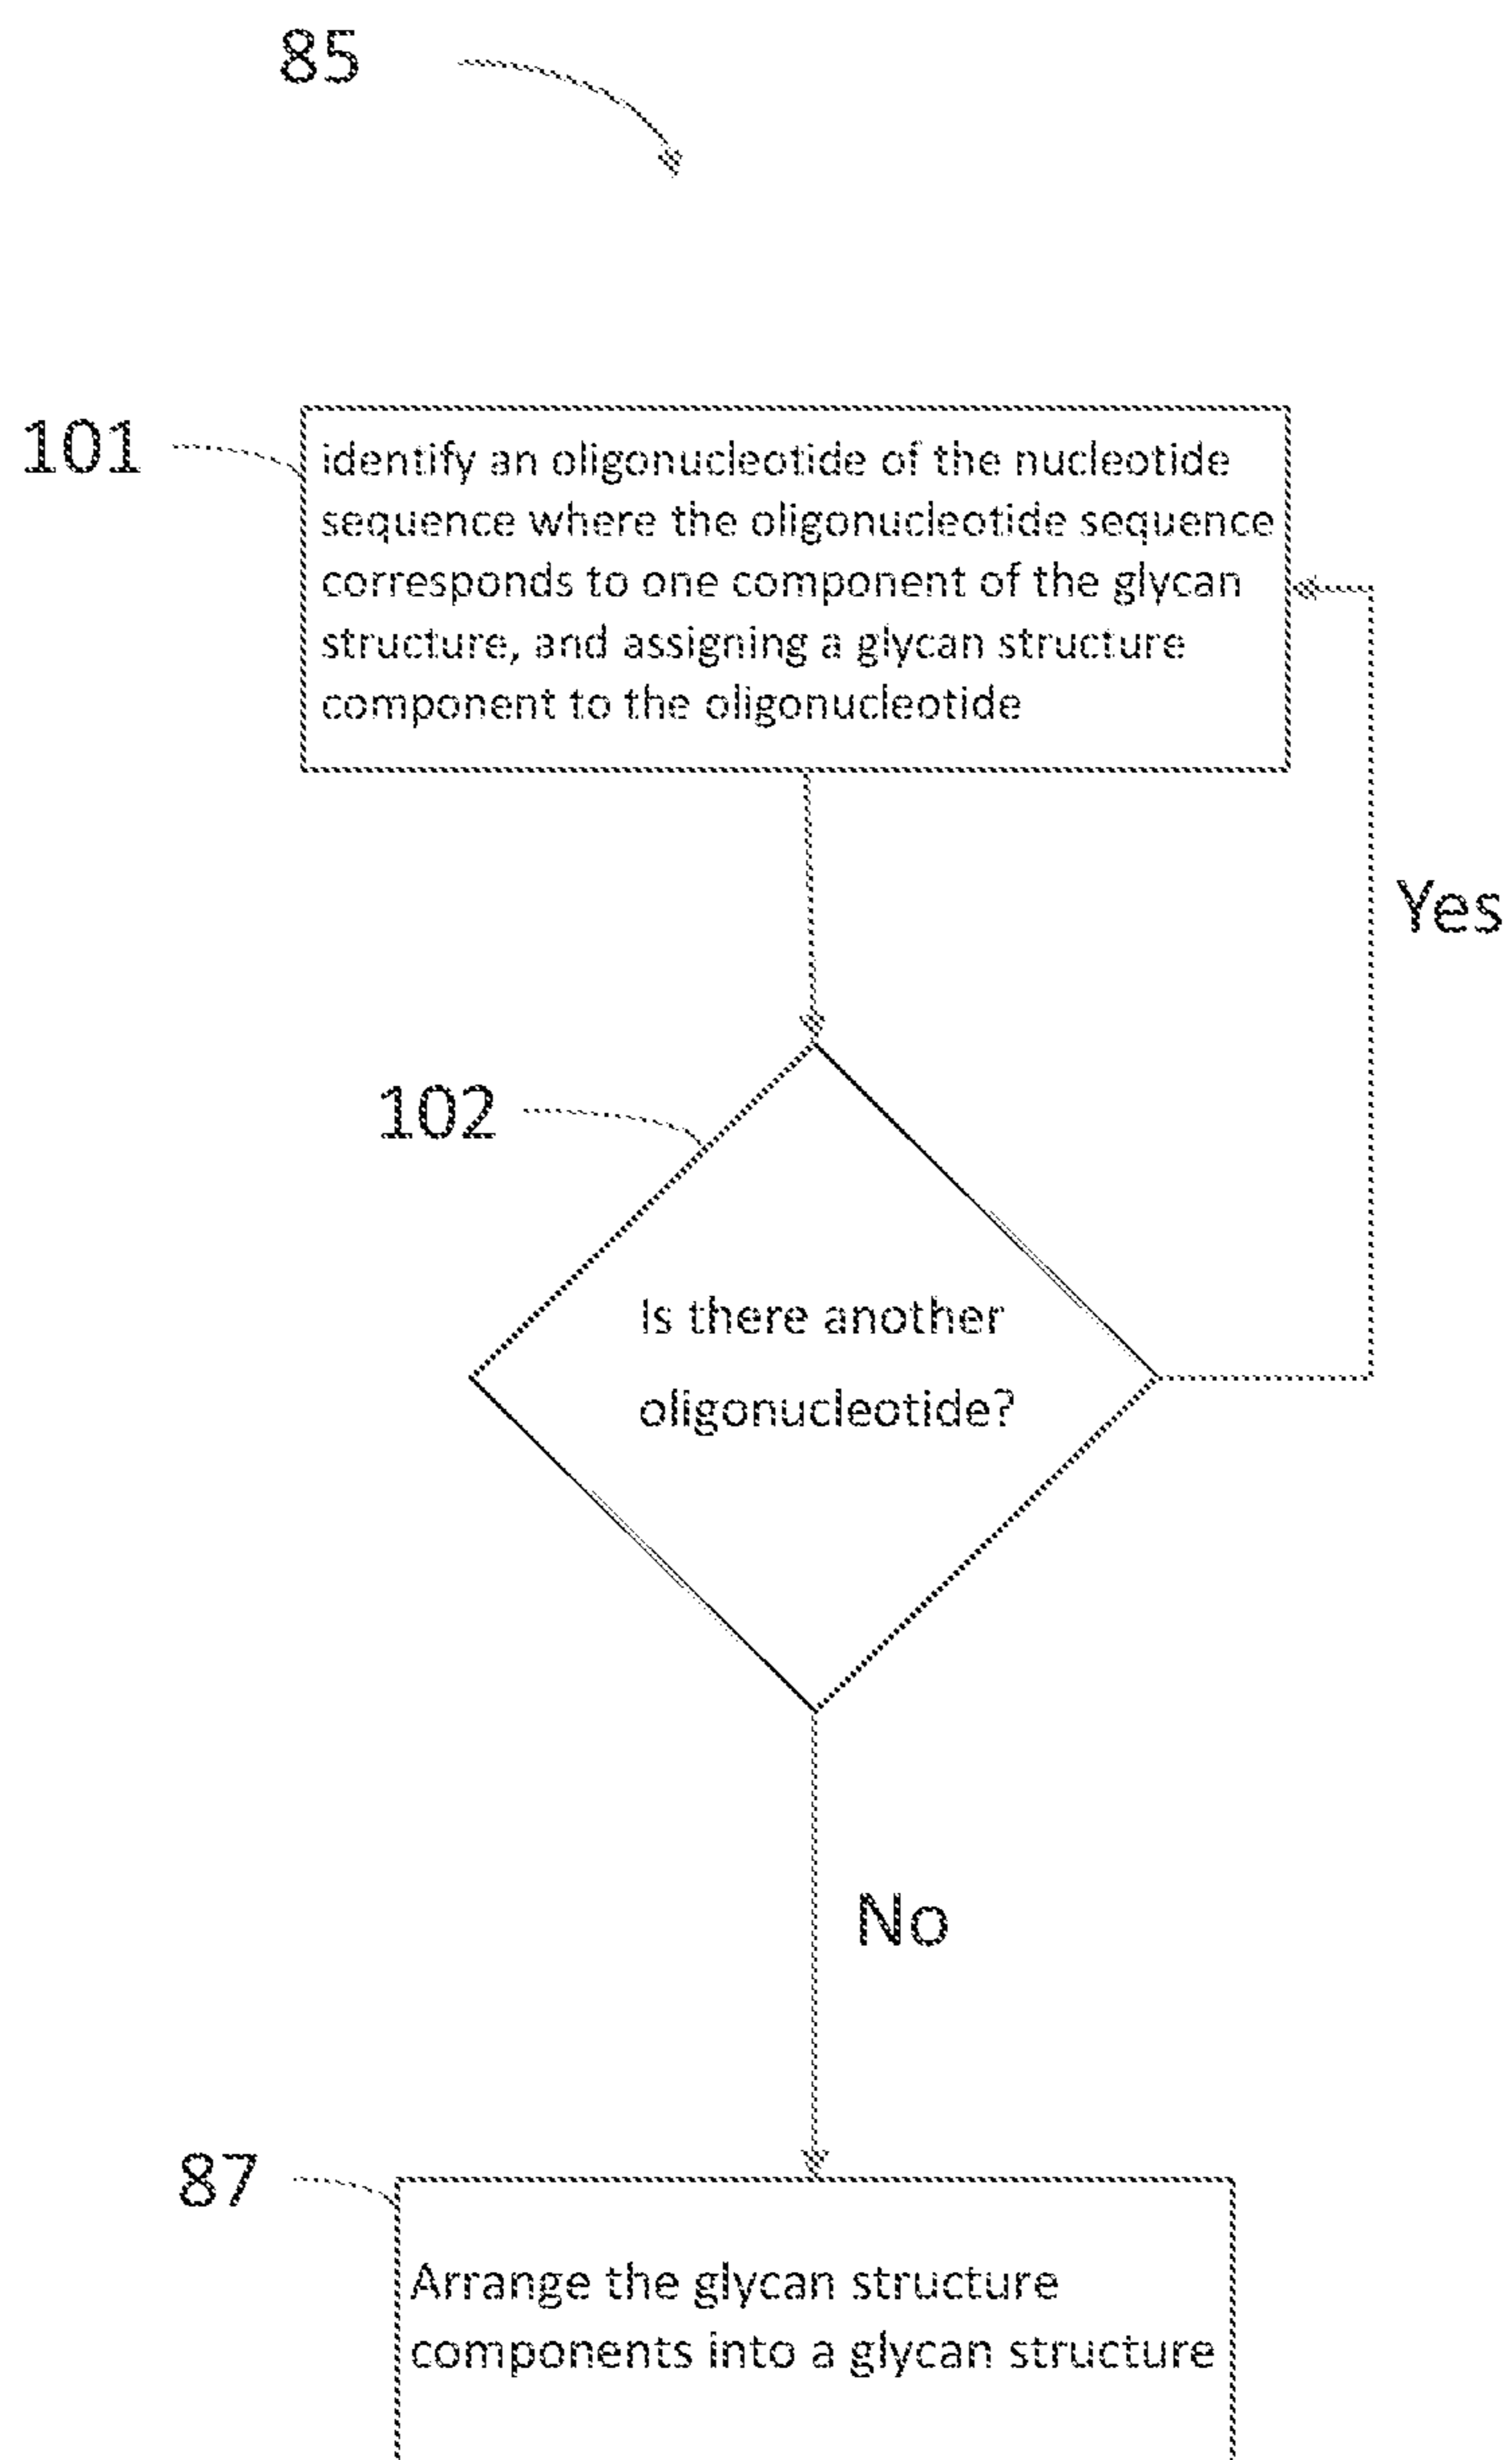 85
101
identify an oligonucleotide of the nucleotide
sequence where the oligonucleotide sequence
corresponds to one component of the glycan
structure, and assigning a glycan structure
component to the oligonucleotide
Yes
102
Is there another
oligonucleotide?
No
87
Arrange the glycan structure
components into a glycan structure